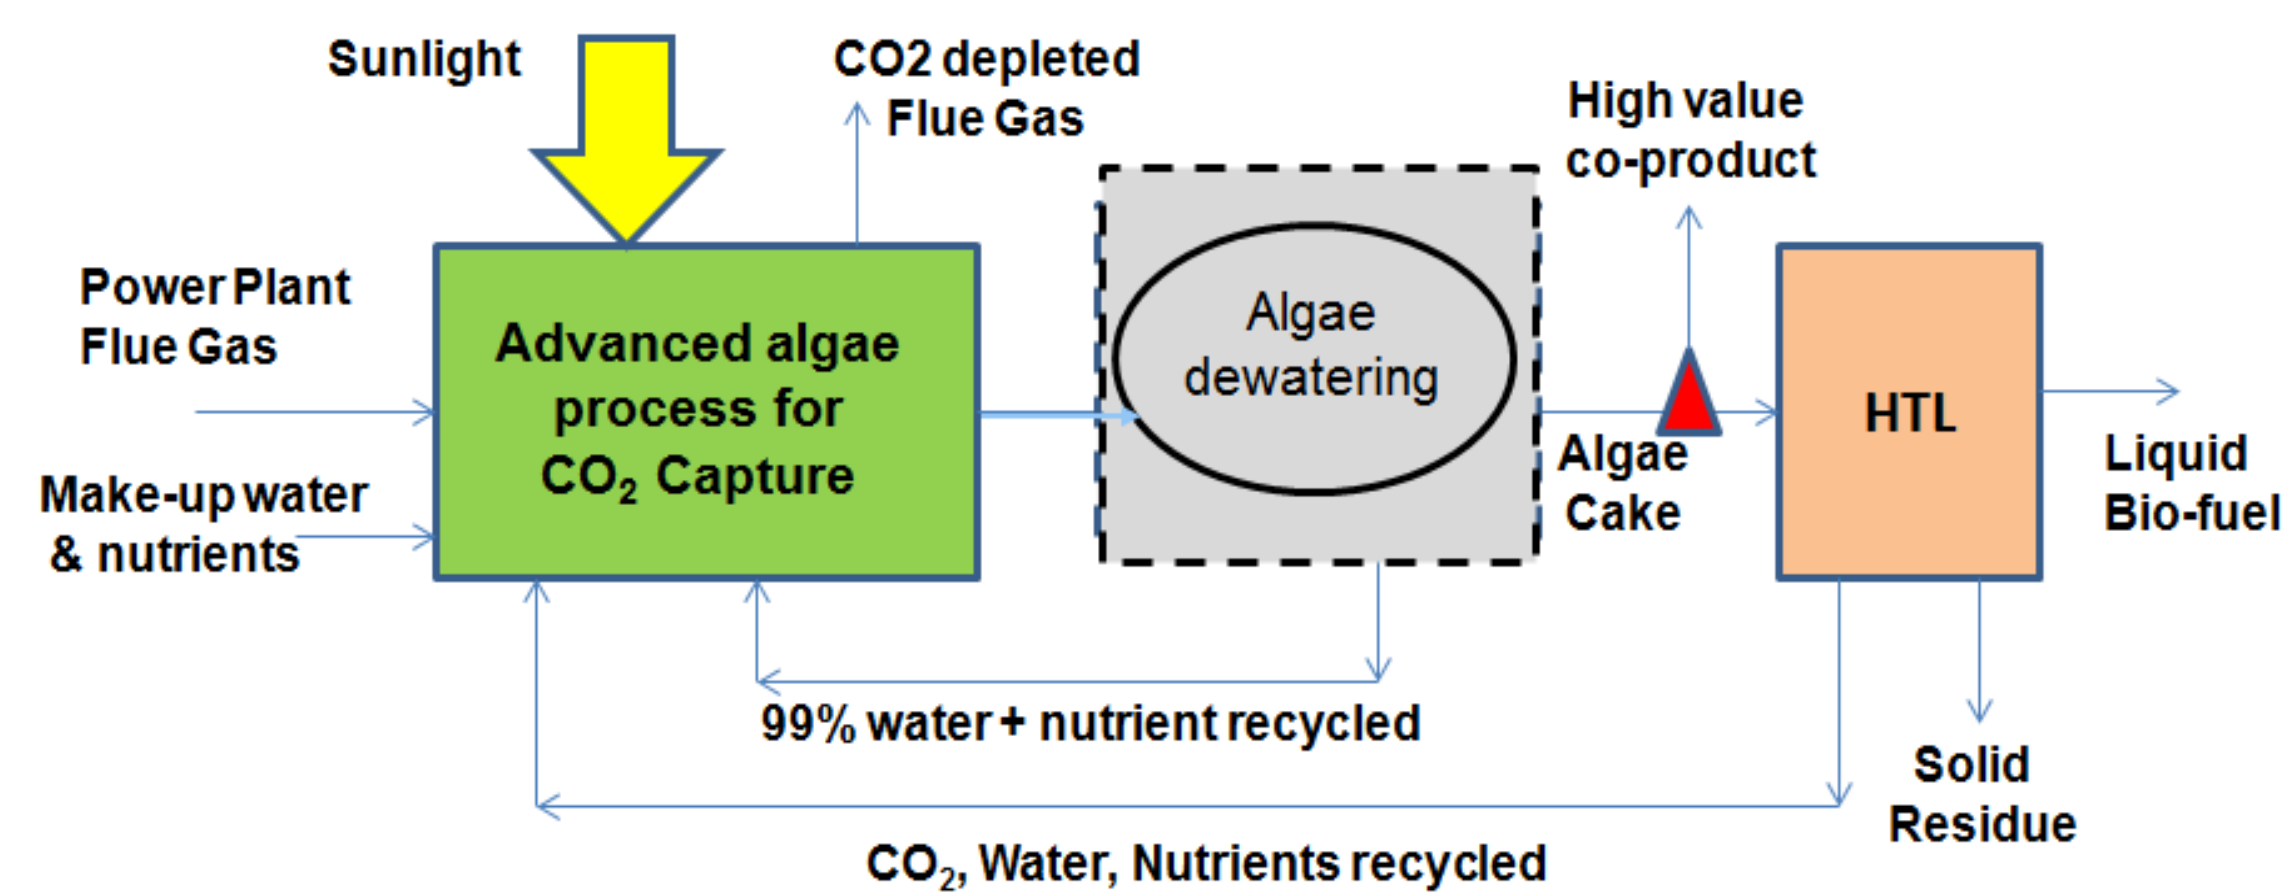 Sunlight
CO2 depleted
Flue Gas
High value
co-product
Power Plant
Flue Gas
Make-up water
& nutrients
Advanced algae
process for
CO₂ Capture
Algae
dewatering
Algae
Cake
HTL
Liquid
Bio-fuel
99% water + nutrient recycled
Solid
Residue
CO₂, Water, Nutrients recycled